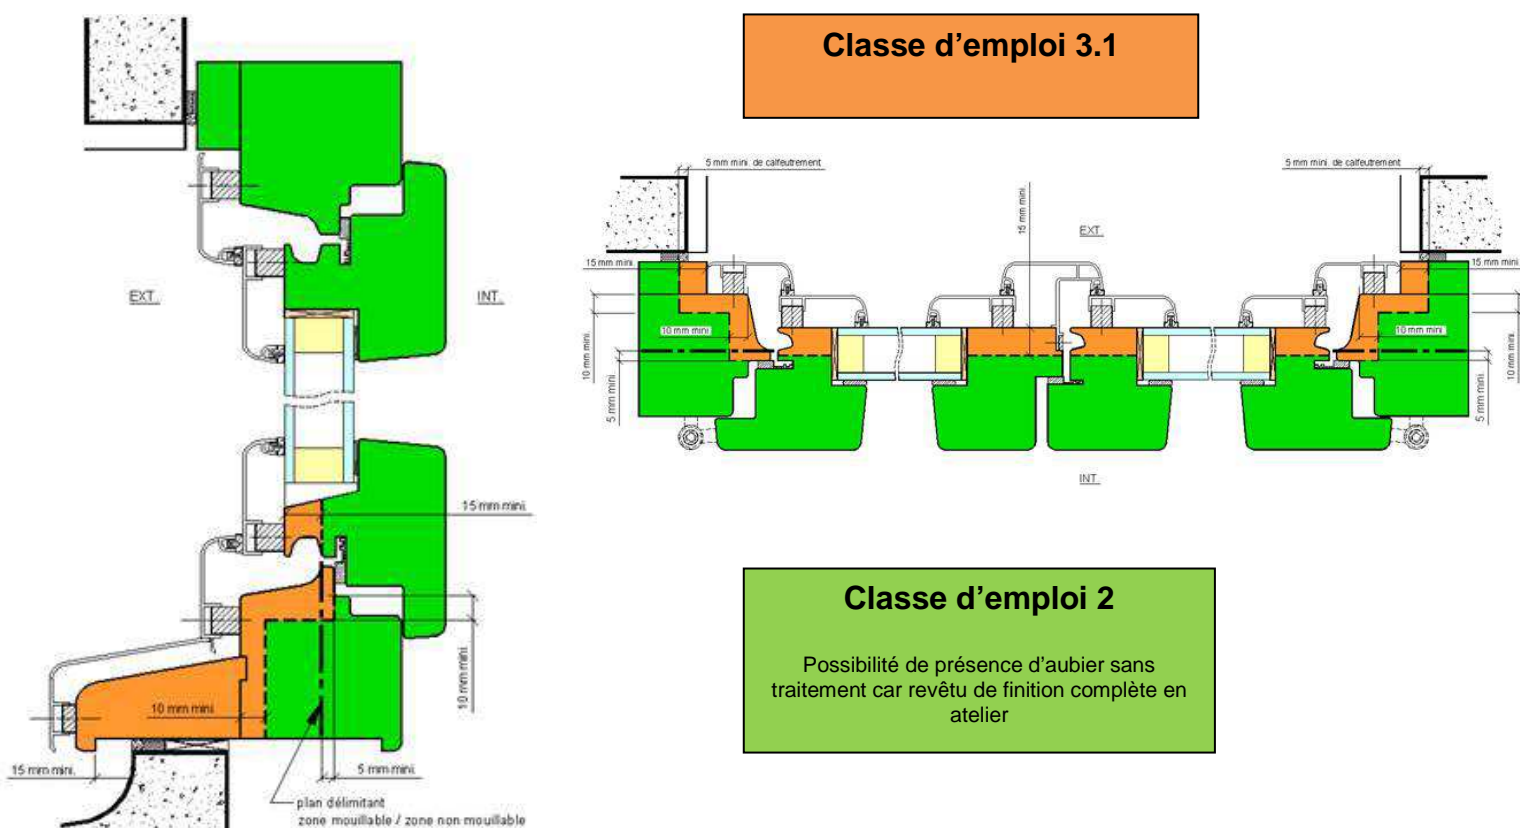 Classe d'emploi 3.1
5 mm mini. de calfeutrement
5 mm mini. de calfeutrement
15 mm mini.
EXT.
15 mm mini.
15 mm mini.
10 mm mini.
10 mm mini.
10 mm mini.
10 mm mini.
5 mm mini.
5 mm mini.
INT.
EXT.
INT.
15 mm mini.
10 mm mini.
10 mm mini.
15 mm mini.
5 mm mini.
plan délimitant
zone mouillable / zone non mouillable
Classe d'emploi 2
Possibilité de présence d'aubier sans
traitement car revêtu de finition complète en
atelier